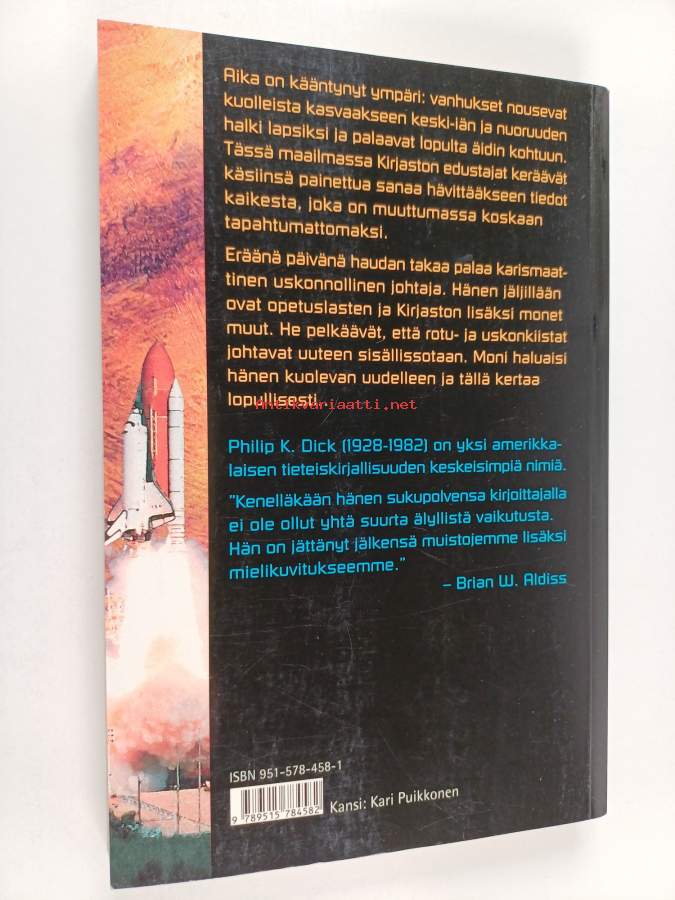 Aika on kääntynyt ympäri: vanhukset nousevat
kuolleista kasvaakseen keski-iän ja nuoruuden
halki lapsiksi ja palaavat lopulta äidin kohtuun.
Tässä maailmassa Kirjaston edustajat keräävät
käsiinsä painettua sanaa hävittääkseen tiedot
kaikesta, joka on muuttumassa koskaan
tapahtumattomaksi.
Eräänä päivänä haudan takaa palaa karismaat-
tinen uskonnollinen johtaja. Hänen jäljillään
ovat opetuslasten ja Kirjaston lisäksi monet
muut. He pelkäävät, että rotu- ja uskonkiistat
johtavat uuteen sisällissotaan. Moni haluaisi
hänen kuolevan uudelleen ja tällä kertaa
lopullisesti.
Antikvariaatti.net
Philip K. Dick (1928-1982) on yksi amerikka-
laisen tieteiskirjallisuuden keskeisimpiä nimiä.
"Kenelläkään hänen sukupolvensa kirjoittajalla
ei ole ollut yhtä suurta älyllistä vaikutusta.
Hän on jättänyt jälkensä muistojemme lisäksi
mielikuvitukseemme."
– Brian W. Aldiss
ISBN 951-578-458-1
9 789515 784582
Kansi: Kari Puikkonen